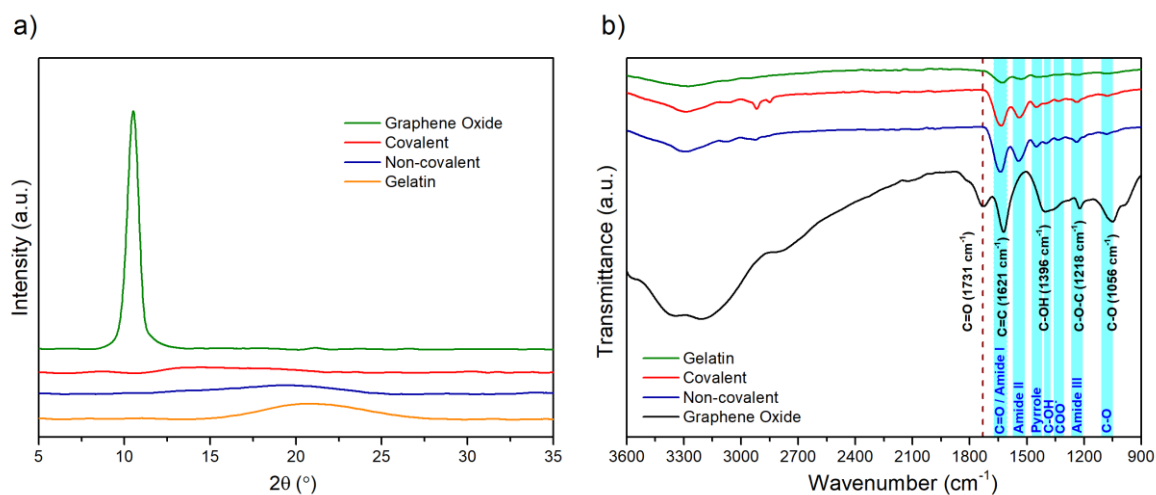 a)
Intensity (a.u.)
Graphene Oxide
Covalent
Non-covalent
Gelatin
5 10 15 20 25 30 35
2θ (°)
b)
Transmittance (a.u.)
C=O (1731 cm⁻¹)
C=C (1621 cm⁻¹)
C-OH (1396 cm⁻¹)
C-O-C (1218 cm⁻¹)
C-O (1056 cm⁻¹)
Gelatin
Covalent
Non-covalent
Graphene Oxide
C=O / Amide I
Amide II
Pyrrole
C-OH
COO⁻
Amide III
C-O
3600 3300 3000 2700 2400 2100 1800 1500 1200 900
Wavenumber (cm⁻¹)